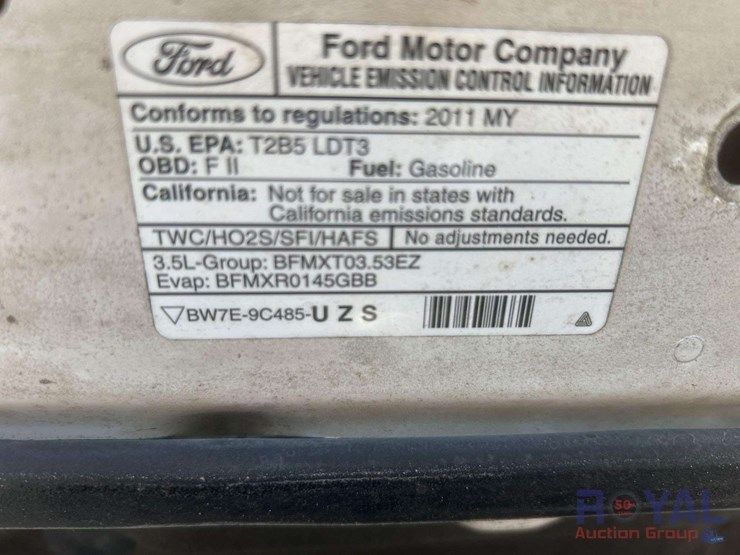 Ford
Ford Motor Company
VEHICLE EMISSION CONTROL INFORMATION
Conforms to regulations: 2011 MY
U.S. EPA: T2B5 LDT3
OBD: F II Fuel: Gasoline
California: Not for sale in states with
California emissions standards.
TWC/HO2S/SFI/HAFS No adjustments needed.
3.5L-Group: BFMXT03.53EZ
Evap: BFMXR0145GBB
BW7E-9C485-U Z S
ROYAL
Auction Group